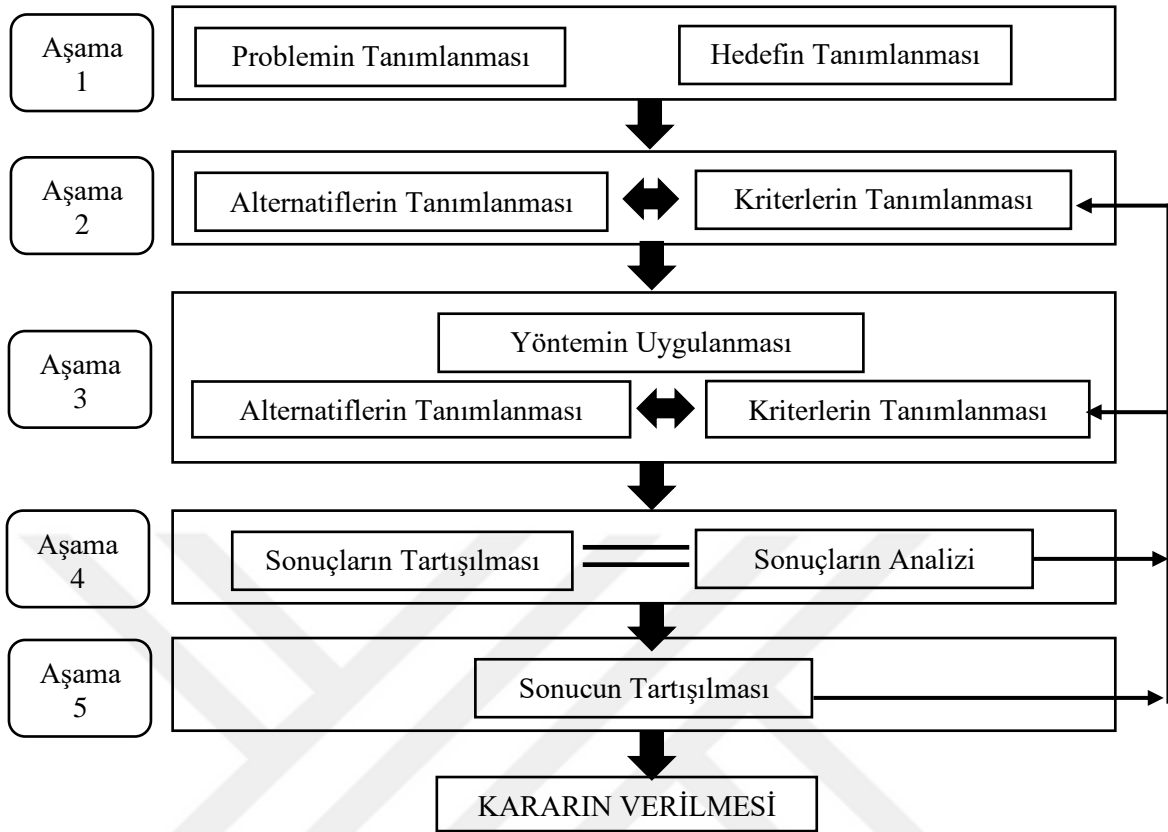 Aşama
1
Problemin Tanımlanması
Hedefin Tanımlanması
Aşama
2
Alternatiflerin Tanımlanması
Kriterlerin Tanımlanması
Aşama
3
Yöntemin Uygulanması
Alternatiflerin Tanımlanması
Kriterlerin Tanımlanması
Aşama
4
Sonuçların Tartışılması
Sonuçların Analizi
Aşama
5
Sonucun Tartışılması
KARARIN VERİLMESİ